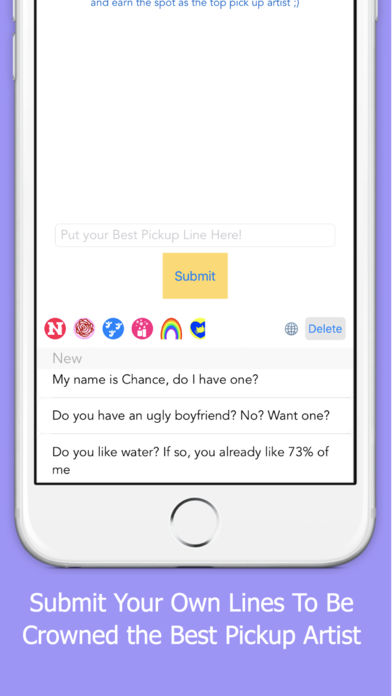 and earn the spot as the top pick up artist ;)
Put your Best Pickup Line Here!
Submit
N
Delete
New
My name is Chance, do I have one?
Do you have an ugly boyfriend? No? Want one?
Do you like water? If so, you already like 73% of
me
Submit Your Own Lines To Be
Crowned the Best Pickup Artist